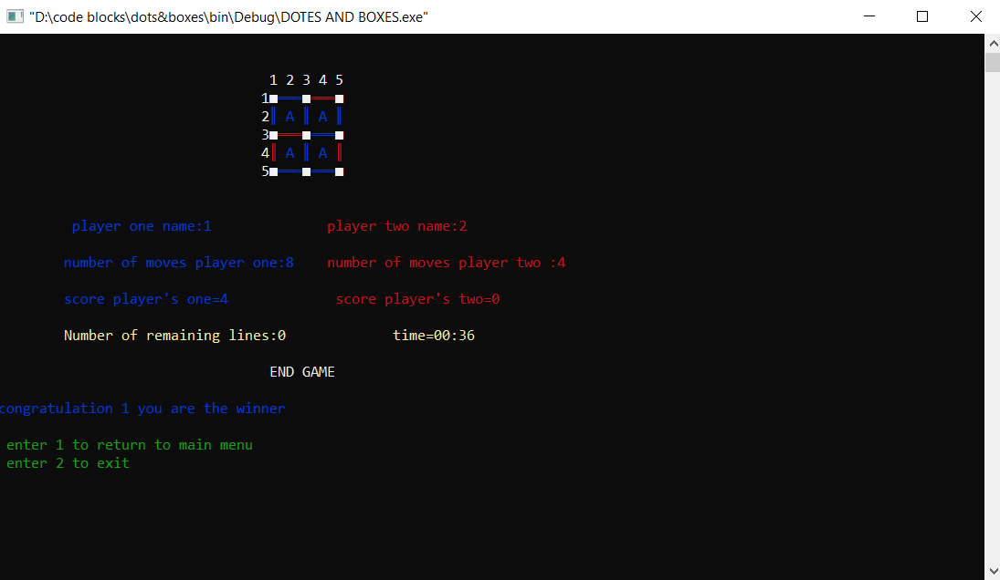 "D:\code blocks\dots&boxes\bin\Debug\DOTES AND BOXES.exe"
1 2 3 4 5
1
2 A A
3
4 A A
5
player one name:1 player two name:2
number of moves player one:8 number of moves player two :4
score player's one=4 score player's two=0
Number of remaining lines:0 time=00:36
END GAME
congratulation 1 you are the winner
enter 1 to return to main menu
enter 2 to exit